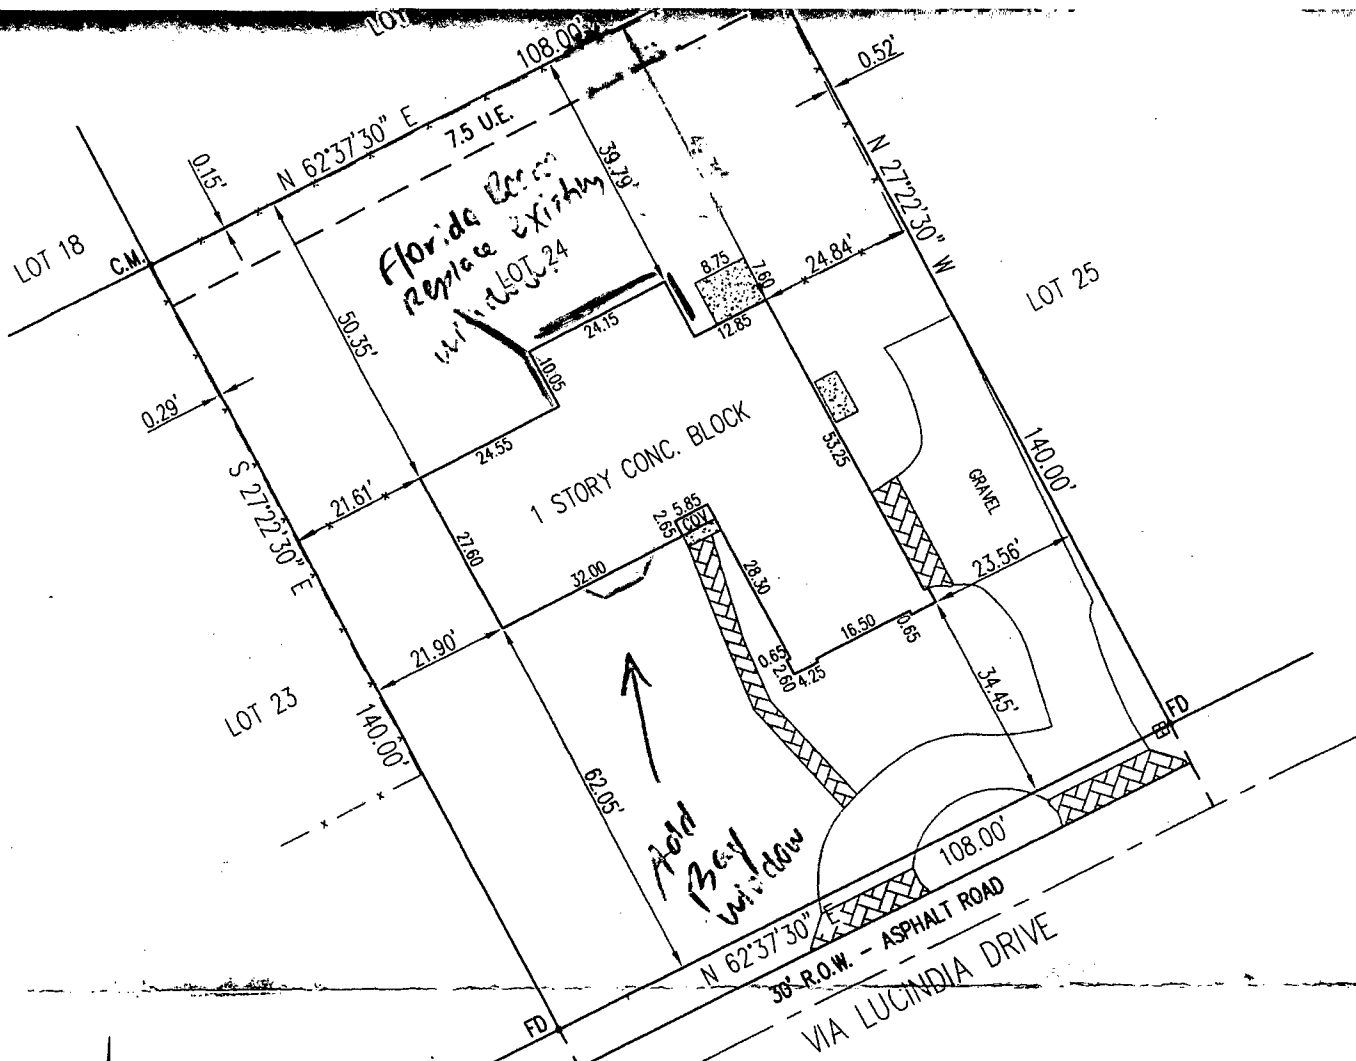 LOT
108.00'
0.52'
N 62°37'30" E
7.5 U.E.
0.15'
39.79'
N 27°22'30" W
LOT 18
C.M.
Florida Room
Replace Existing
LOT 24
8.75
7.60
24.84'
LOT 25
50.35'
24.15
12.85
10.05
0.29'
24.55
1 STORY CONC. BLOCK
53.25
140.00'
S 27°22'30" E
21.61'
GRAVEL
5.85
2.65
COV
27.60
32.00
28.30
23.56'
21.90'
16.50
0.65
0.65
2.60
4.25
34.45'
LOT 23
140.00'
FD
62.05'
Add
Bay
window
108.00'
N 62°37'30" E
30' R.O.W. - ASPHALT ROAD
VIA LUCINDIA DRIVE
FD